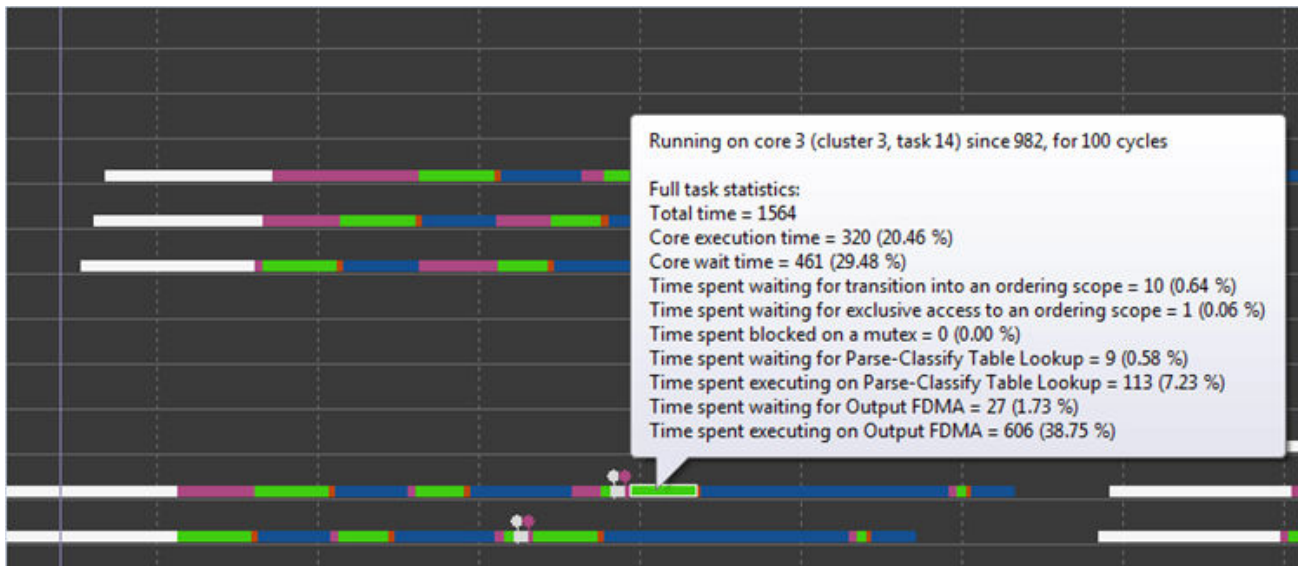 Running on core 3 (cluster 3, task 14) since 982, for 100 cycles
Full task statistics:
Total time = 1564
Core execution time = 320 (20.46 %)
Core wait time = 461 (29.48 %)
Time spent waiting for transition into an ordering scope = 10 (0.64 %)
Time spent waiting for exclusive access to an ordering scope = 1 (0.06 %)
Time spent blocked on a mutex = 0 (0.00 %)
Time spent waiting for Parse-Classify Table Lookup = 9 (0.58 %)
Time spent executing on Parse-Classify Table Lookup = 113 (7.23 %)
Time spent waiting for Output FDMA = 27 (1.73 %)
Time spent executing on Output FDMA = 606 (38.75 %)